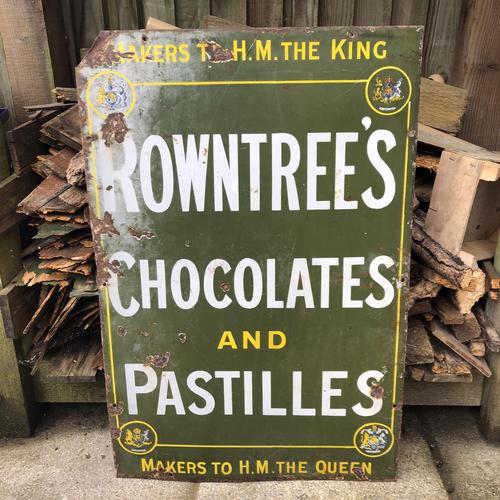 MAKERS TO H.M. THE KING
ROWNTREE'S
CHOCOLATES
AND
PASTILLES
MAKERS TO H.M. THE QUEEN